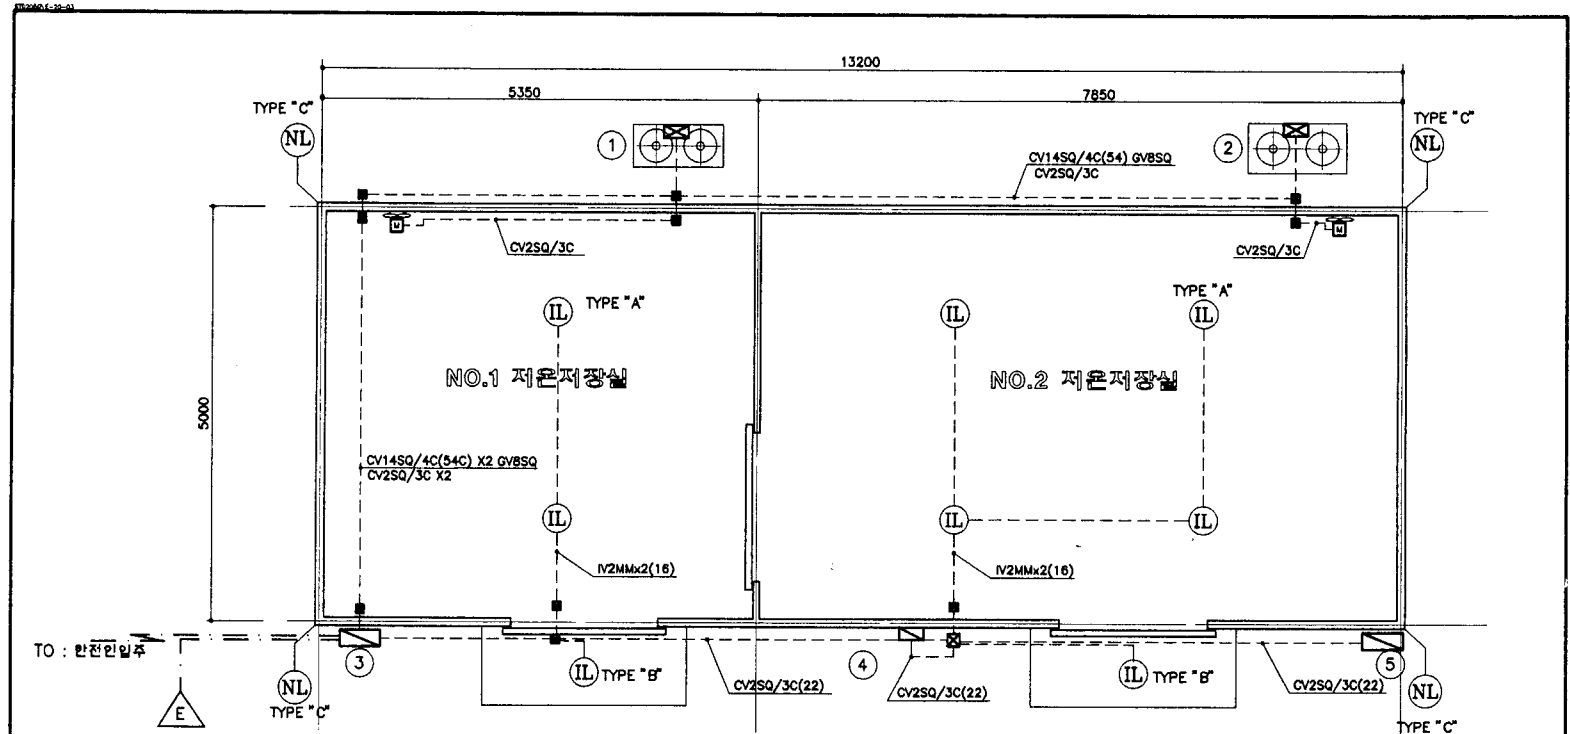 13200
5350
7850
TYPE "C"
NL
1
2
TYPE "C"
NL
CV14SQ/4C(54) GV8SQ
CV2SQ/3C
M
CV2SQ/3C
M
CV2SQ/3C
IL
TYPE "A"
IL
TYPE "A"
IL
NO.1 저온저장실
NO.2 저온저장실
5000
CV14SQ/4C(54C) X2 GV8SQ
CV2SQ/3C X2
IL
IL
IL
IV2MMx2(16)
IV2MMx2(16)
TO : 한전인입주
3
4
5
IL
TYPE "B"
IL
TYPE "B"
NL
TYPE "C"
CV2SQ/3C(22)
CV2SQ/3C(22)
CV2SQ/3C(22)
NL
TYPE "C"
E